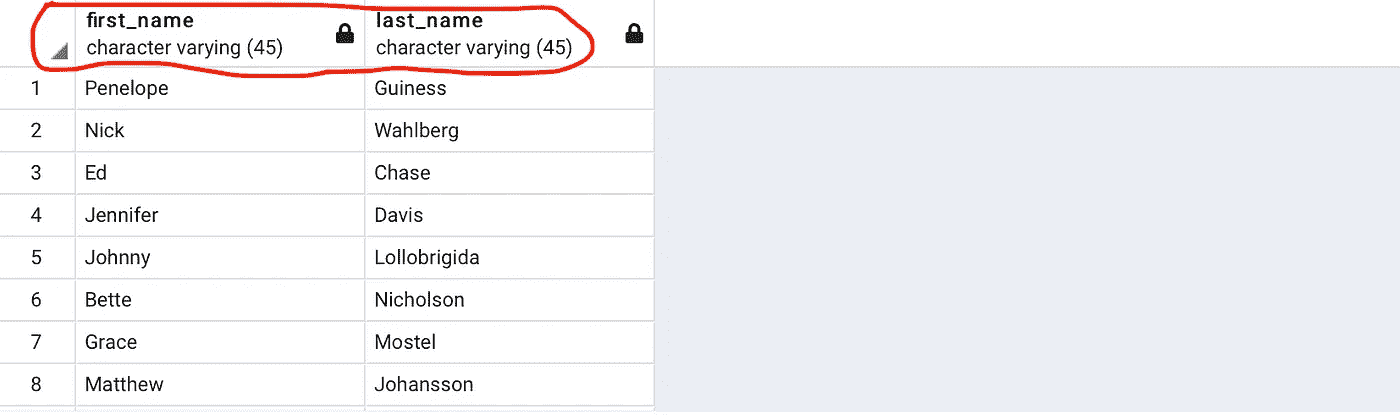 first_name last_name
character varying (45) character varying (45)
1 Penelope Guiness
2 Nick Wahlberg
3 Ed Chase
4 Jennifer Davis
5 Johnny Lollobrigida
6 Bette Nicholson
7 Grace Mostel
8 Matthew Johansson